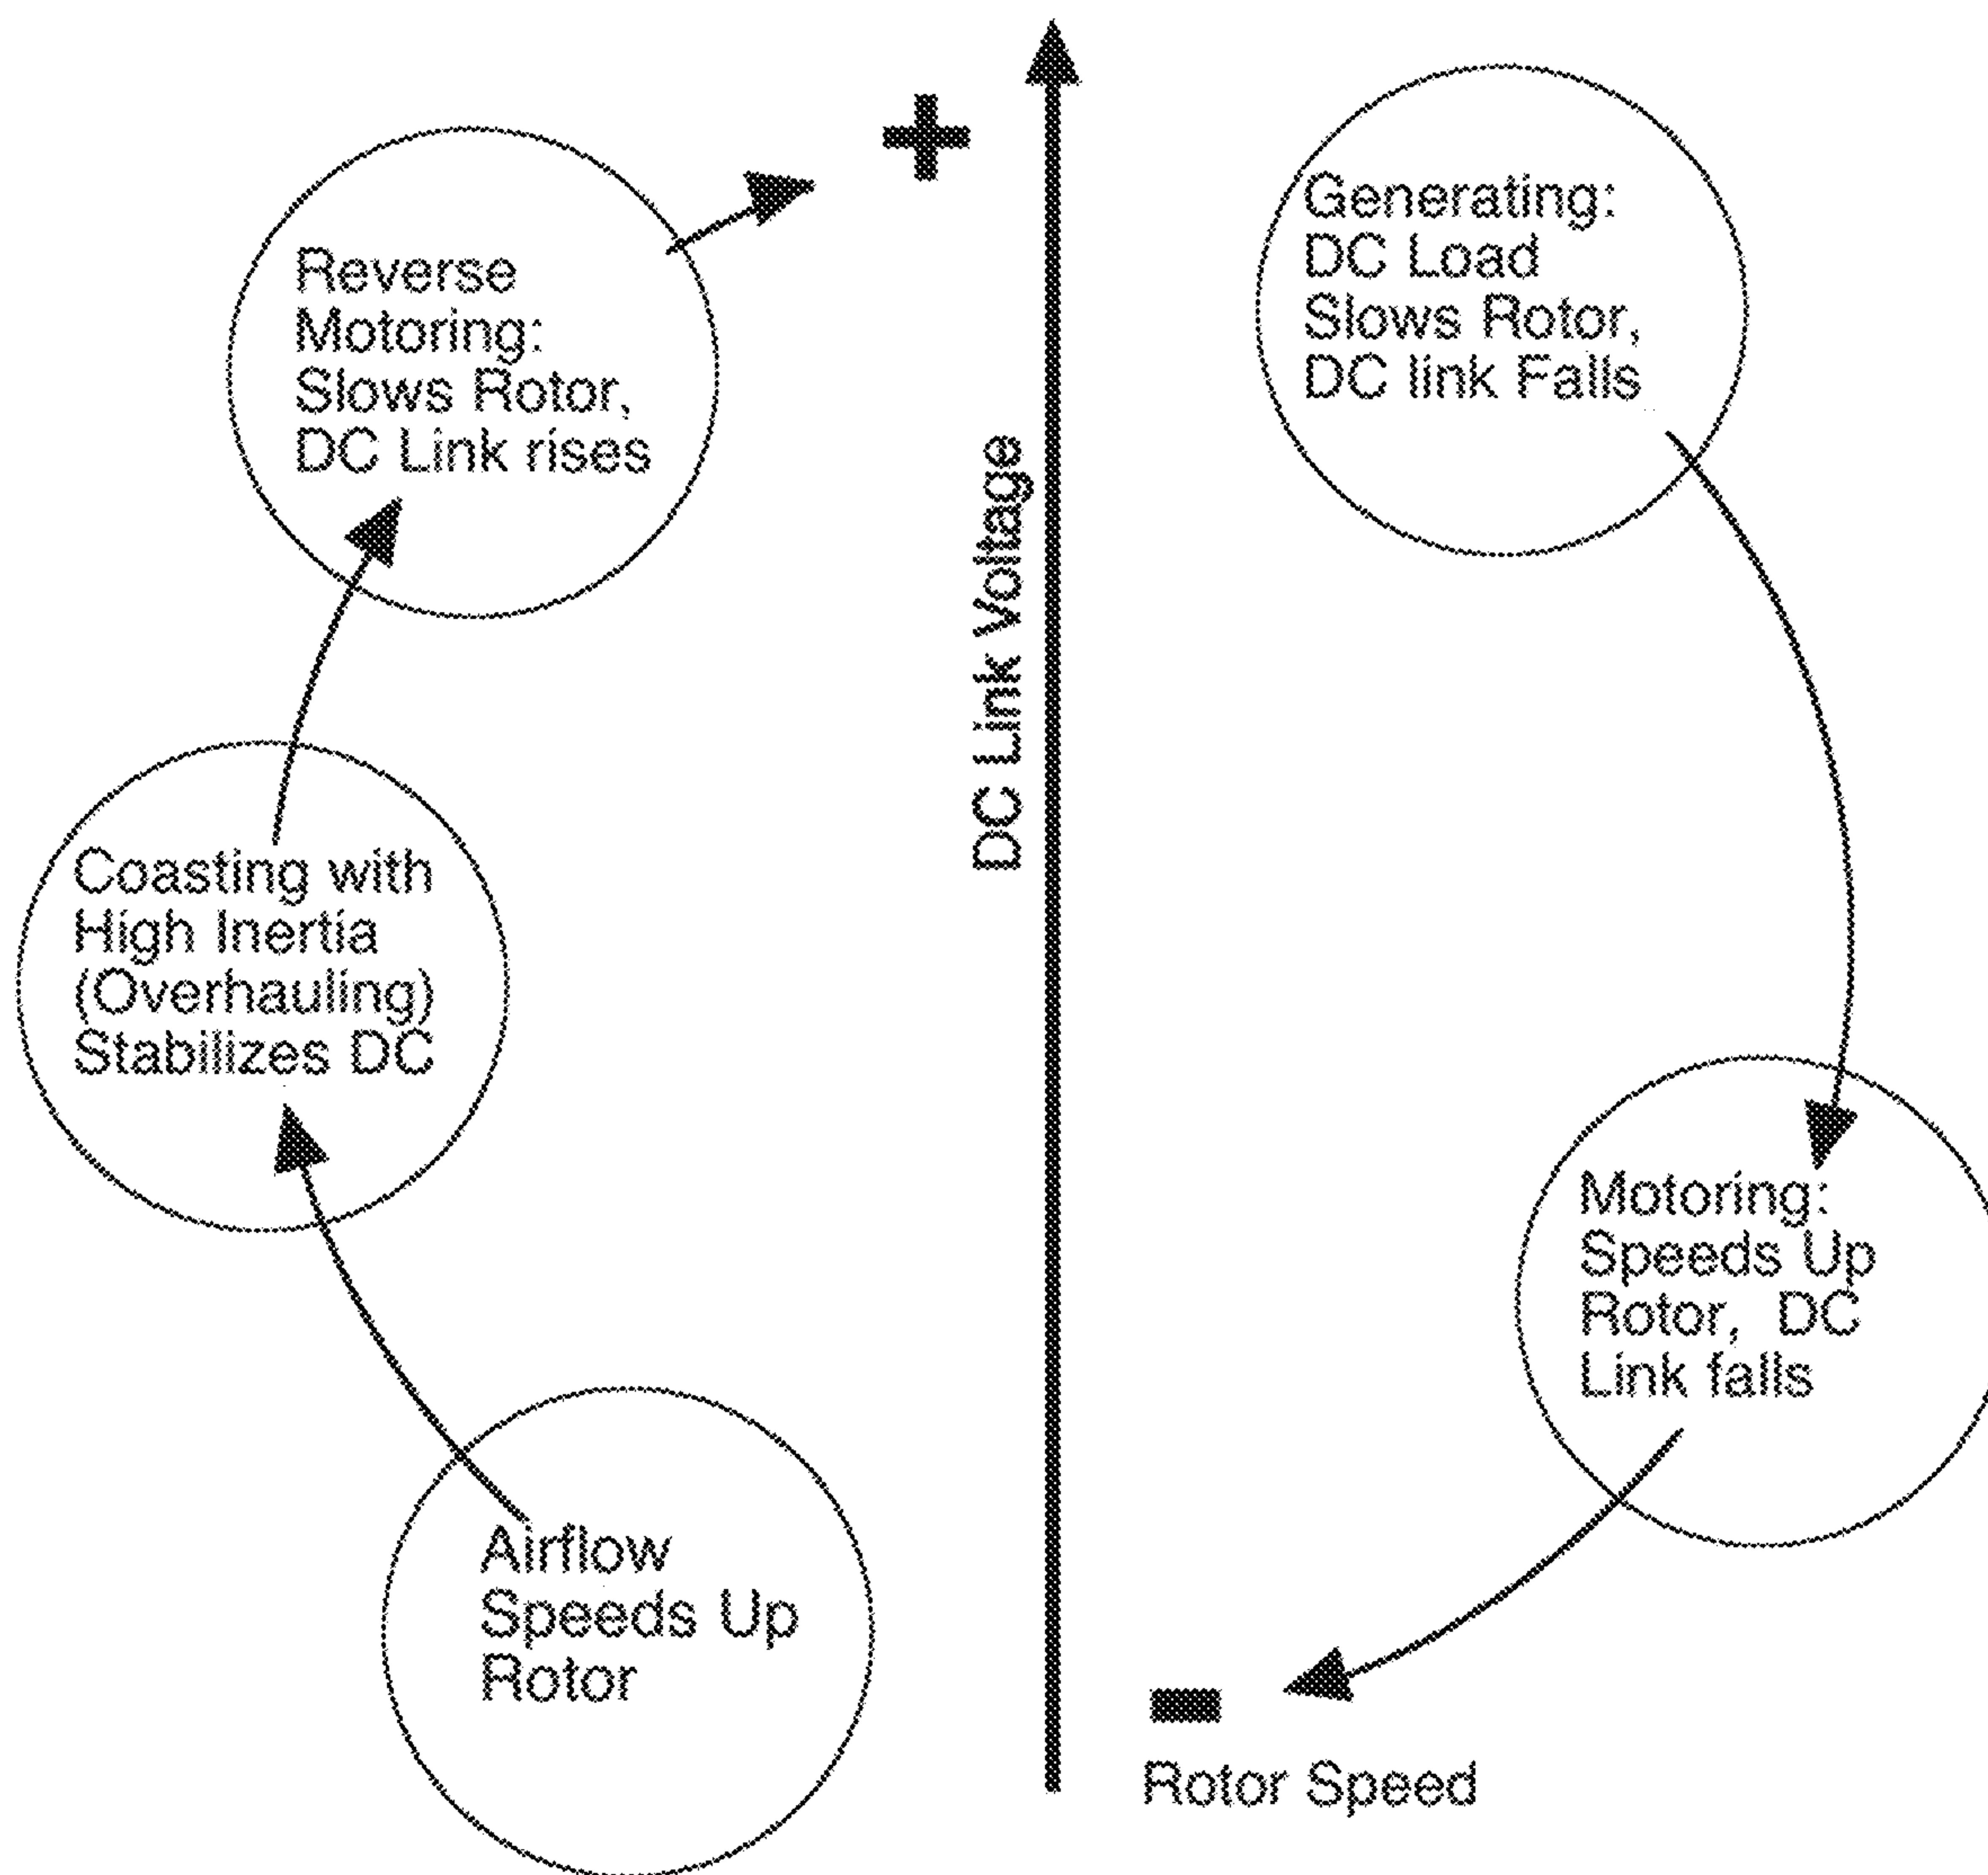 Reverse
Motoring:
Slows Rotor,
DC Link rises
Coasting with
High Inertia
(Overhauling)
Stabilizes DC
Airflow
Speeds Up
Rotor
+
DC Link Voltage
Generating:
DC Load
Slows Rotor,
DC link Falls
Motoring:
Speeds Up
Rotor, DC
Link falls
-
Rotor Speed